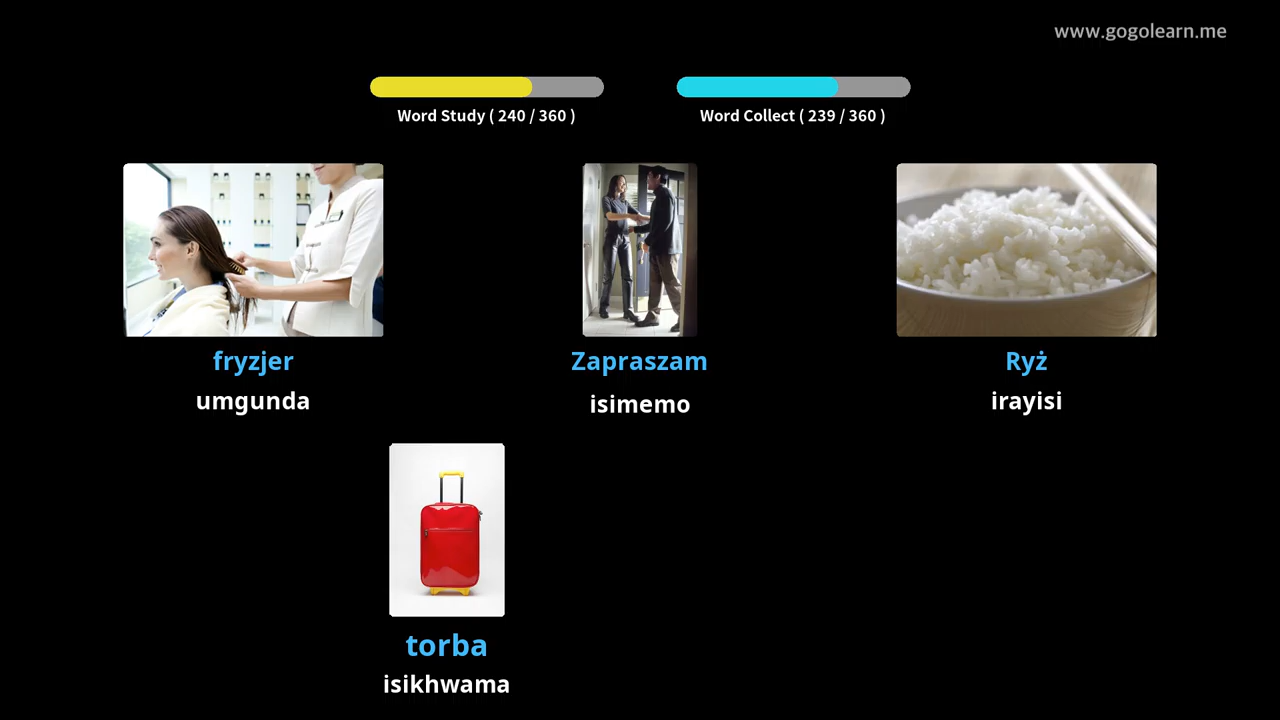 www.gogolearn.me
Word Study ( 240 / 360 )
Word Collect ( 239 / 360 )
fryzjer
umgunda
Zapraszam
isimemo
Ryż
irayisi
torba
isikhwama